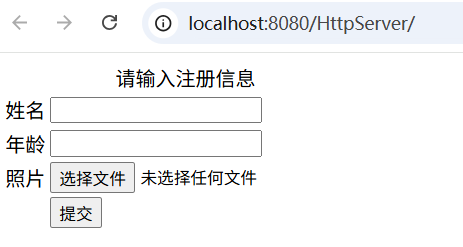 localhost:8080/HttpServer/
请输入注册信息
姓名
年龄
照片 选择文件 未选择任何文件
提交